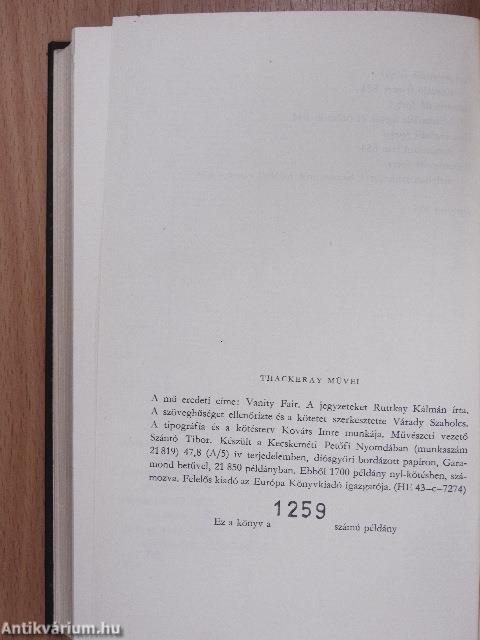 THACKERAY MŰVEI
A mű eredeti címe: Vanity Fair. A jegyzeteket Ruttkay Kálmán írta.
A szöveghűséget ellenőrizte és a kötetet szerkesztette Várady Szabolcs.
A tipográfia és a kötésterv Kováts Imre munkája. Művészeti vezető
Szántó Tibor. Készült a Kecskeméti Petőfi Nyomdában (munkaszám
21 819) 47,8 (A/5) ív terjedelemben, diósgyőri bordázott papíron, Gara-
mond betűvel, 21 850 példányban. Ebből 1700 példány nyl-kötésben, szá-
mozva. Felelős kiadó az Európa Könyvkiadó igazgatója. (HE 43–c–7274)
Ez a könyv a 1259 számú példány
Antikvárium.hu